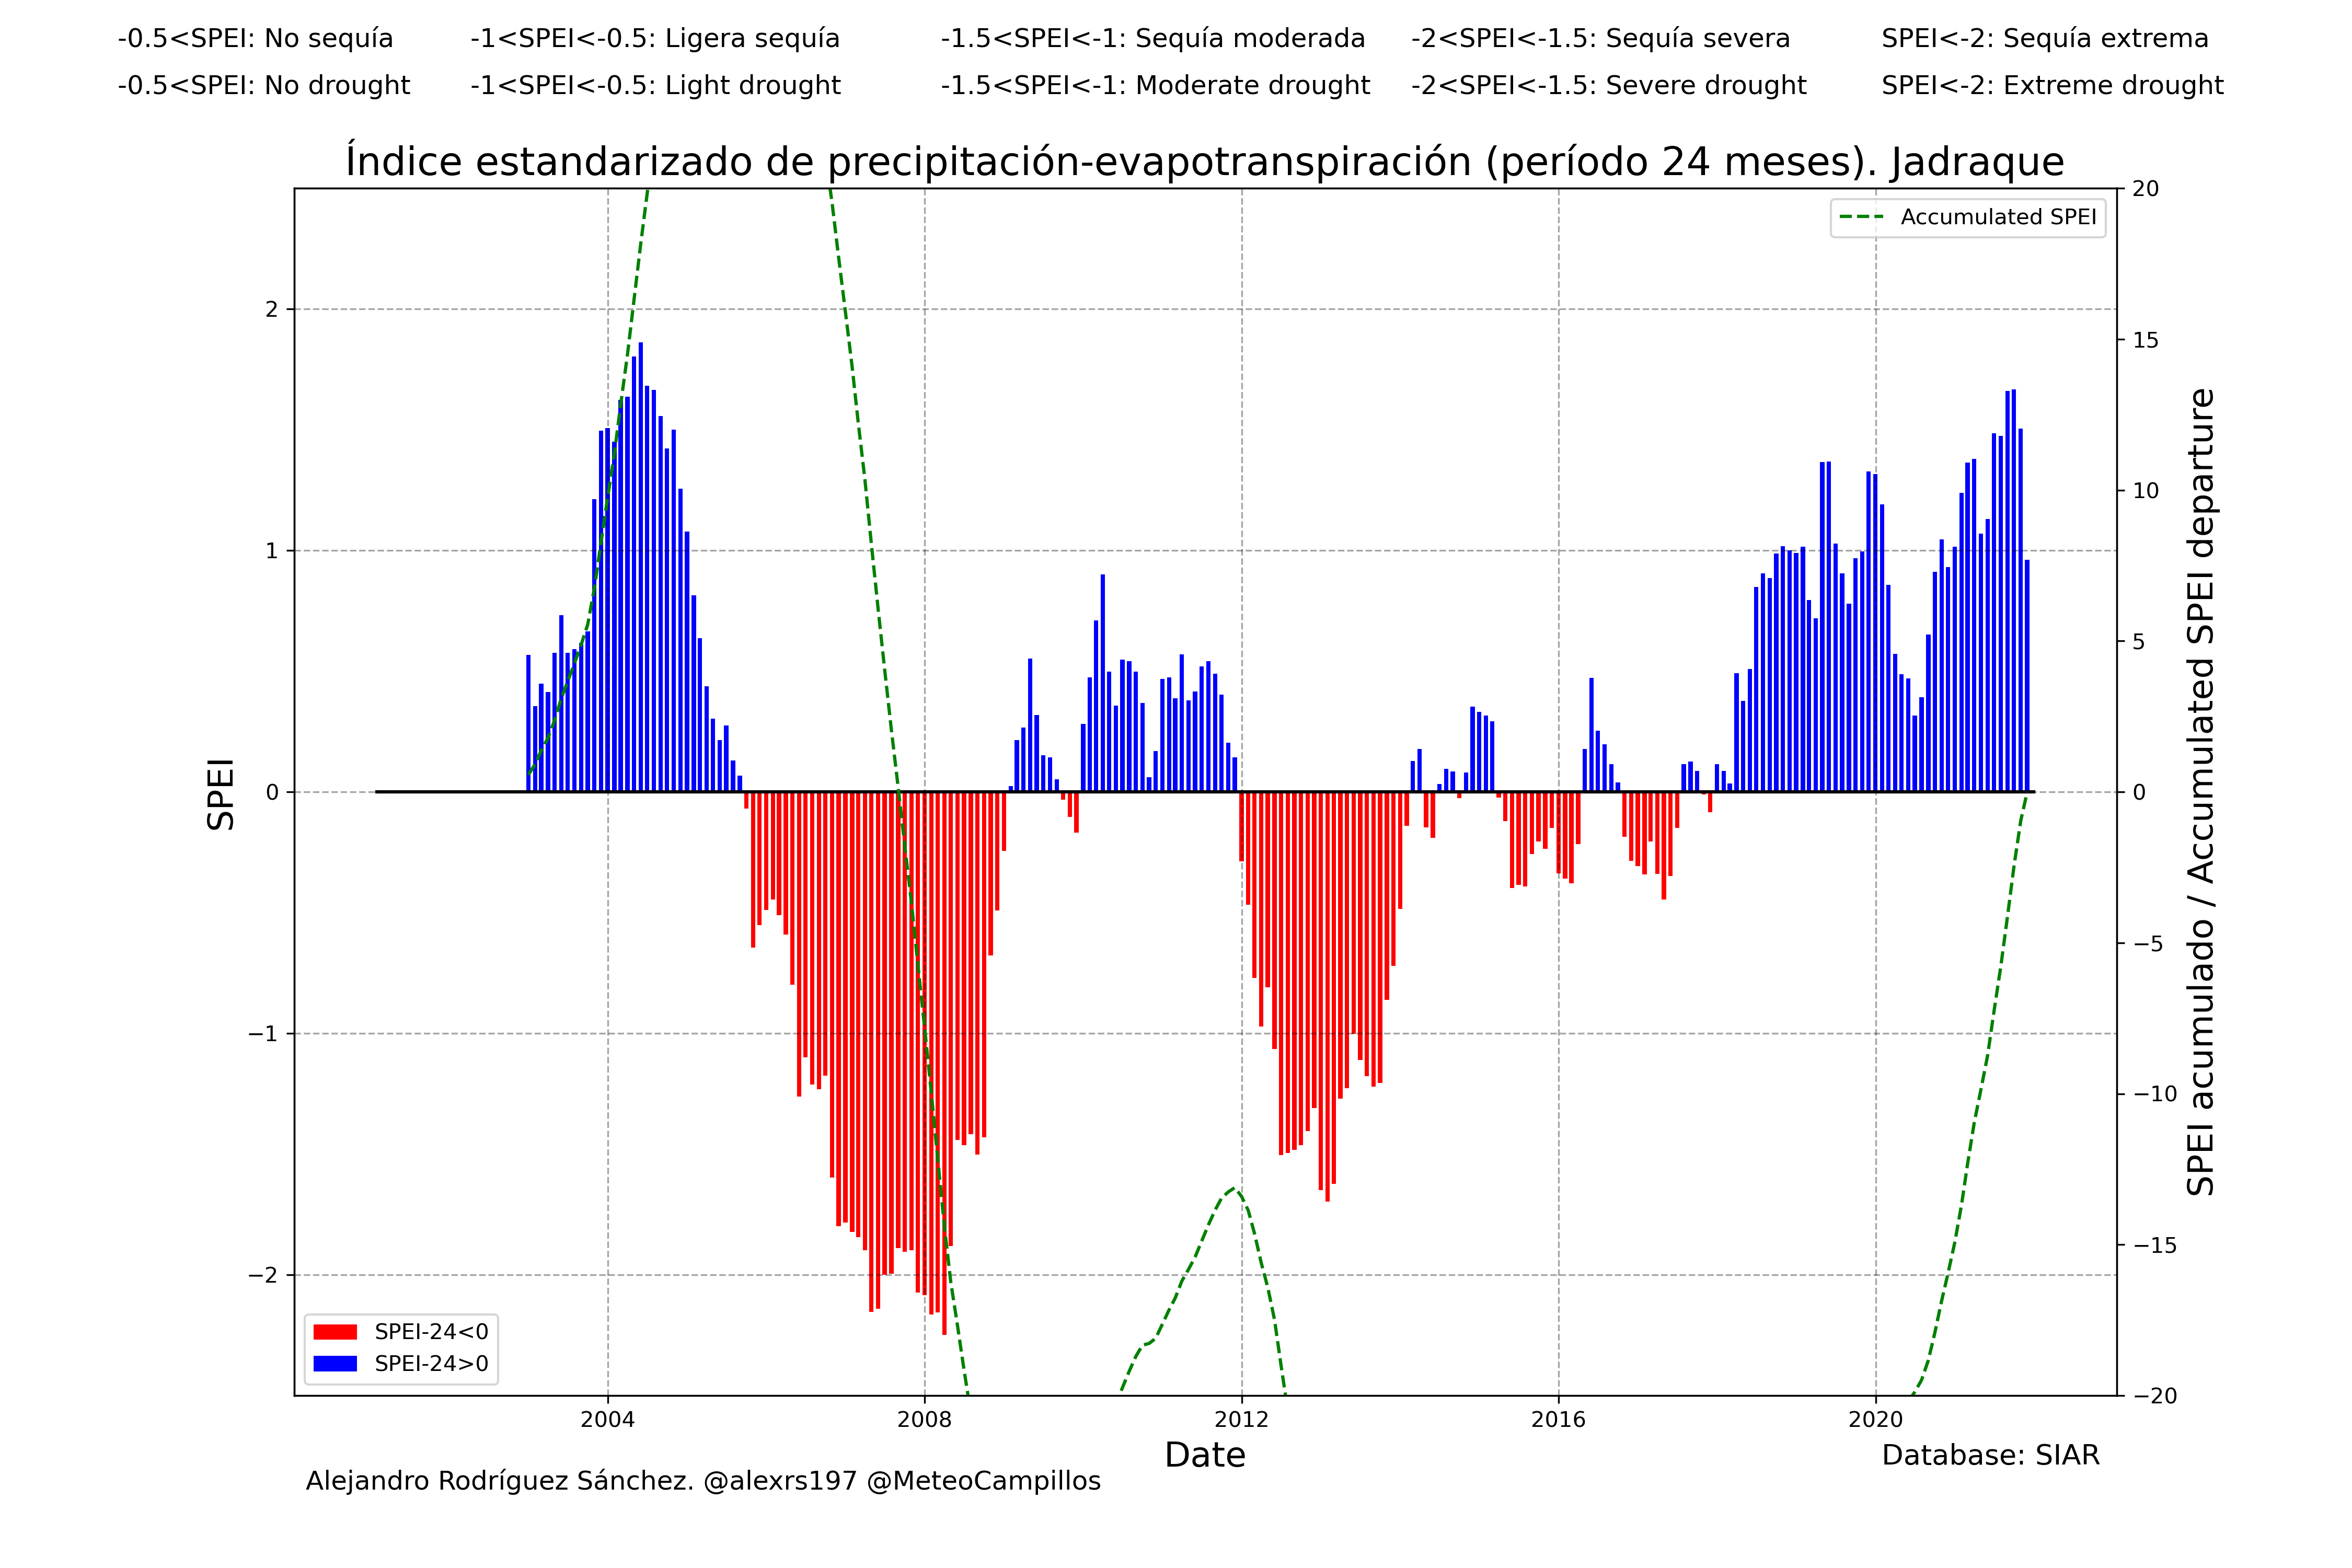 -0.5<SPEI: No sequía -1<SPEI<-0.5: Ligera sequía -1.5<SPEI<-1: Sequía moderada -2<SPEI<-1.5: Sequía severa SPEI<-2: Sequía extrema
-0.5<SPEI: No drought -1<SPEI<-0.5: Light drought -1.5<SPEI<-1: Moderate drought -2<SPEI<-1.5: Severe drought SPEI<-2: Extreme drought
Índice estandarizado de precipitación-evapotranspiración (período 24 meses). Jadraque
Accumulated SPEI
SPEI
2
1
0
−1
−2
20
15
10
5
0
−5
−10
−15
−20
SPEI acumulado / Accumulated SPEI departure
SPEI-24<0
SPEI-24>0
2004 2008 2012 2016 2020
Date
Database: SIAR
Alejandro Rodríguez Sánchez. @alexrs197 @MeteoCampillos